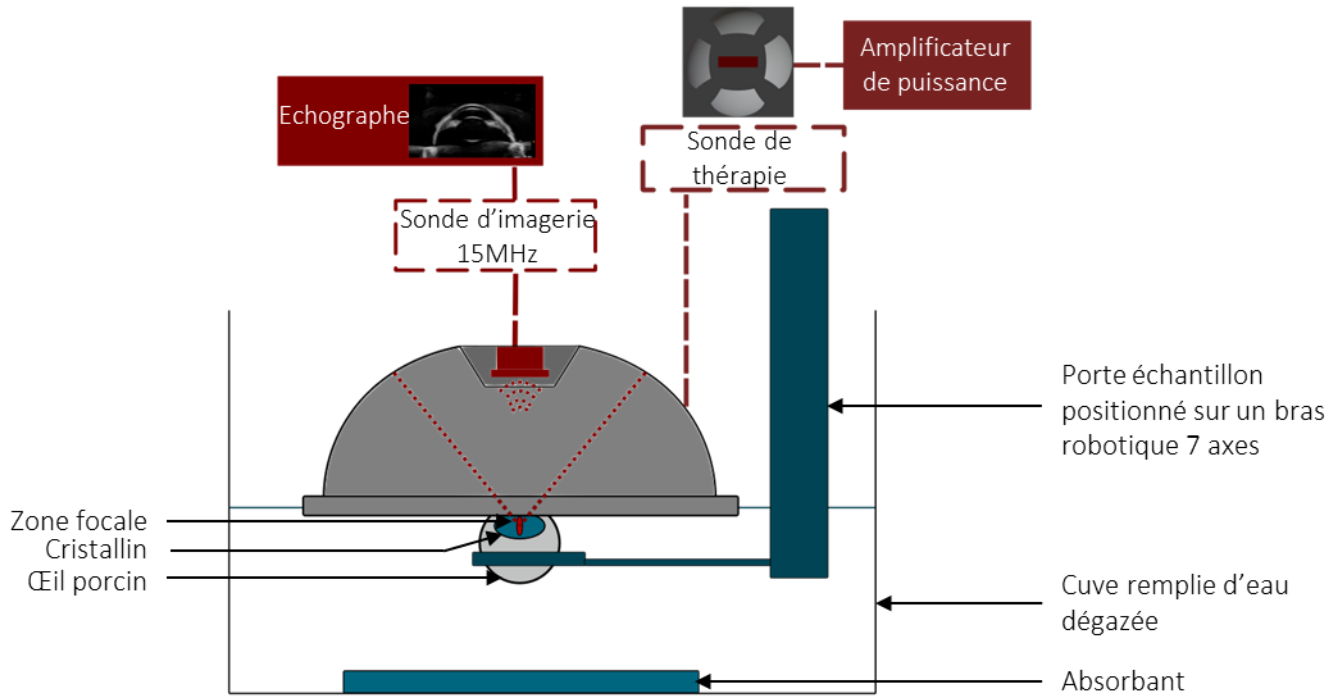 Amplificateur
de puissance
Echographe
Sonde de
thérapie
Sonde d'imagerie
15MHz
Porte échantillon
positionné sur un bras
robotique 7 axes
Zone focale
Cristallin
Œil porcin
Cuve remplie d'eau
dégazée
Absorbant